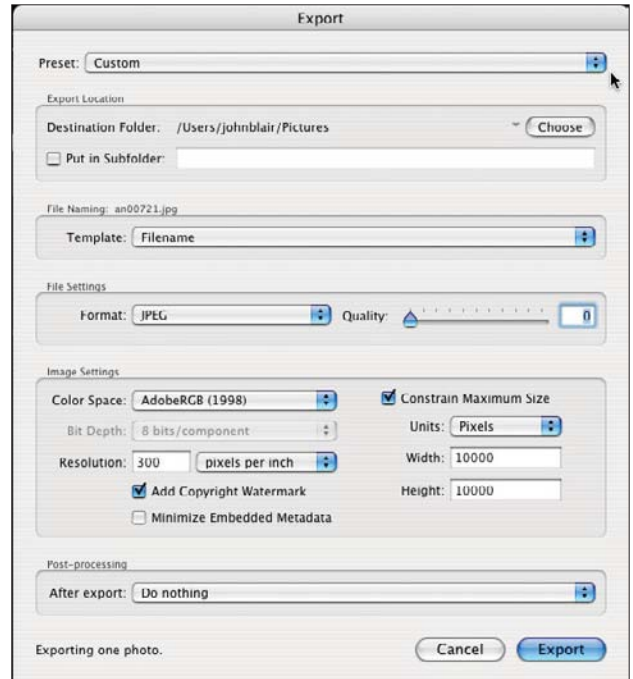 Export
Preset: Custom
Export Location
Destination Folder: /Users/johnblair/Pictures Choose
Put in Subfolder:
File Naming: an00721.jpg
Template: Filename
File Settings
Format: JPEG Quality: 0
Image Settings
Color Space: AdobeRGB (1998) Constrain Maximum Size
Bit Depth: 8 bits/component Units: Pixels
Resolution: 300 pixels per inch Width: 10000
Add Copyright Watermark Height: 10000
Minimize Embedded Metadata
Post-processing
After export: Do nothing
Exporting one photo. Cancel Export